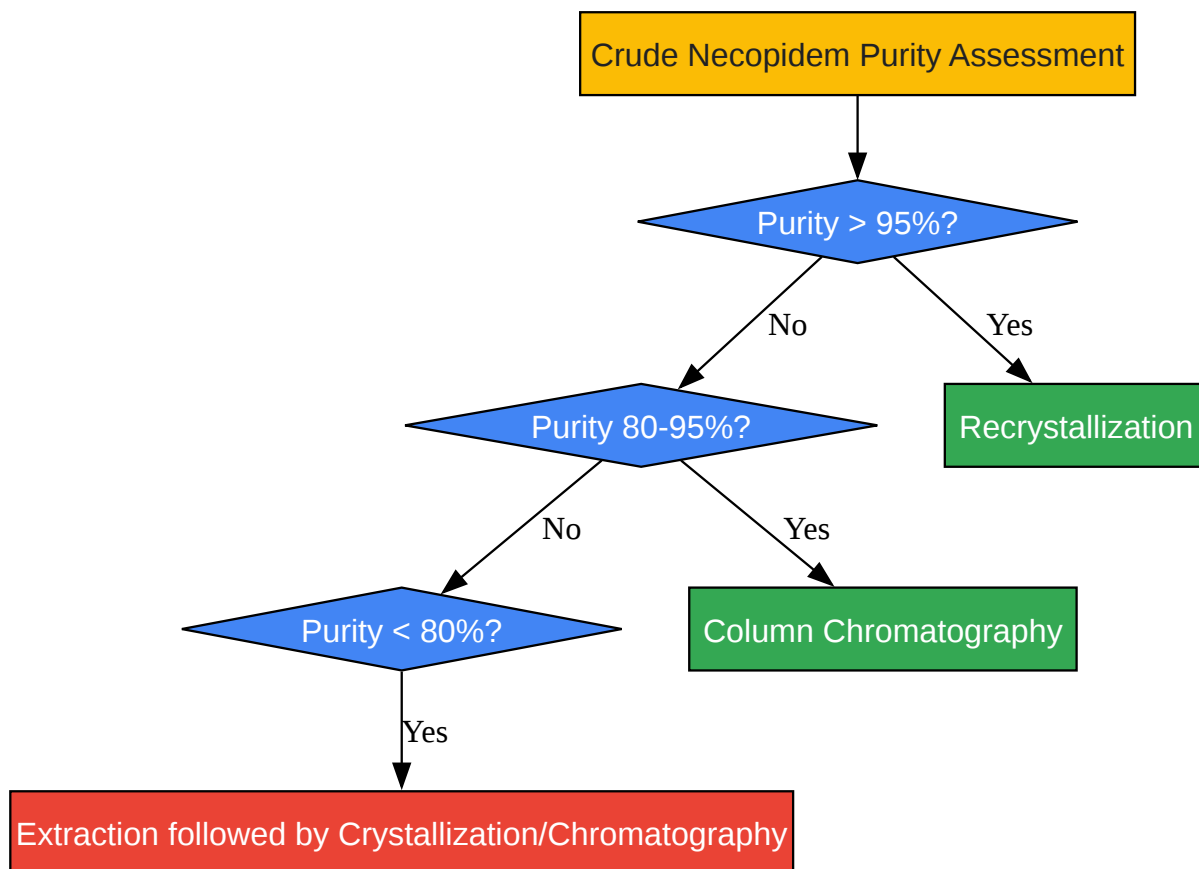 Crude Necopidem Purity Assessment
Purity > 95%?
No
Yes
Purity 80-95%?
Recrystallization
No
Yes
Purity < 80%?
Column Chromatography
Yes
Extraction followed by Crystallization/Chromatography